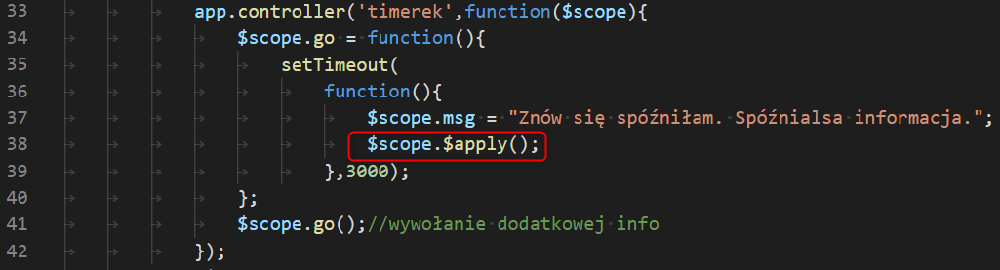 33 app.controller('timerek',function($scope){
34 $scope.go = function(){
35 setTimeout(
36 function(){
37 $scope.msg = "Znów się spóźniłam. Spóźnialsa informacja.";
38 $scope.$apply();
39 },3000);
40 };
41 $scope.go();//wywołanie dodatkowej info
42 });